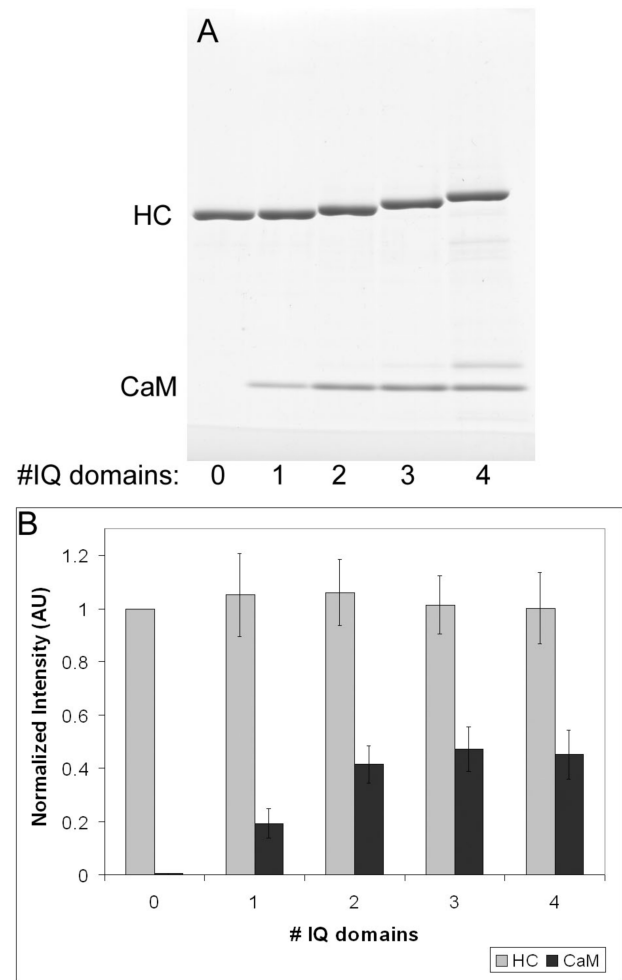 A
HC
CaM
#IQ domains: 0 1 2 3 4
B
Normalized Intensity (AU)
1.2
1
0.8
0.6
0.4
0.2
0
0 1 2 3 4
# IQ domains
HC CaM